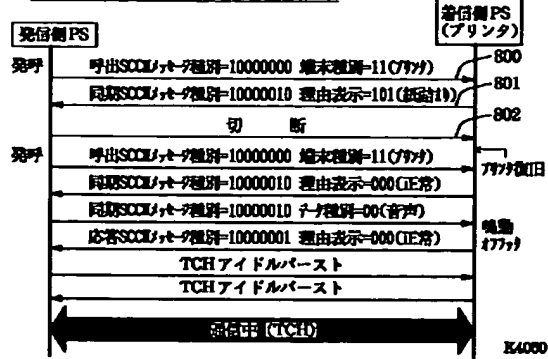 発信側PS
着信側PS
(プリンタ)
発呼
呼出SCCHメッセージ種別=10000000 端末種別=11(プリンタ)
800
同期SCCHメッセージ種別=10000010 理由表示=101(紙詰まり)
801
切 断
802
発呼
呼出SCCHメッセージ種別=10000000 端末種別=11(プリンタ)
プリンタ復旧
同期SCCHメッセージ種別=10000010 理由表示=000(正常)
同期SCCHメッセージ種別=10000010 データ種別=00(音声)
鳴動
オフフック
応答SCCHメッセージ種別=10000001 理由表示=000(正常)
TCHアイドルバースト
TCHアイドルバースト
通信中 (TCH)
K4050